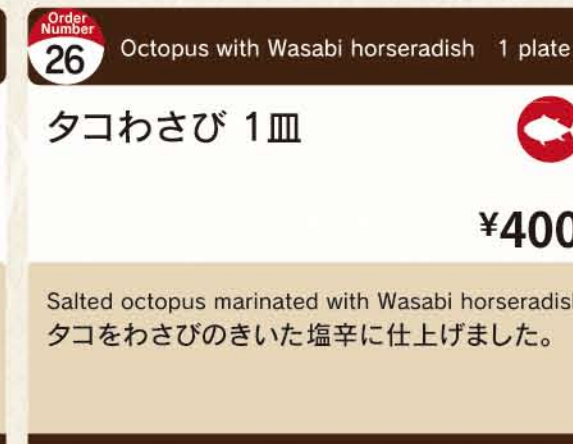 Order
Number
26
Octopus with Wasabi horseradish 1 plate
タコわさび 1皿
¥400
Salted octopus marinated with Wasabi horseradish
タコをわさびのきいた塩辛に仕上げました。